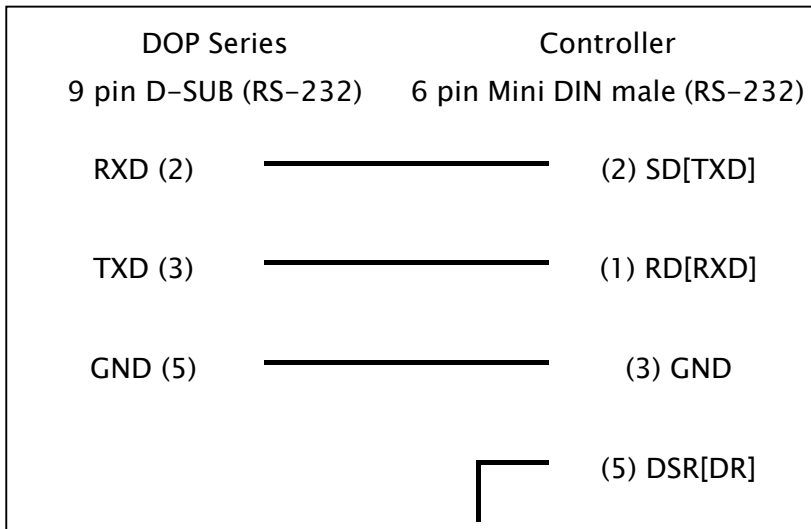 DOP Series Controller
9 pin D-SUB (RS-232) 6 pin Mini DIN male (RS-232)
RXD (2) (2) SD[TXD]
TXD (3) (1) RD[RXD]
GND (5) (3) GND
(5) DSR[DR]